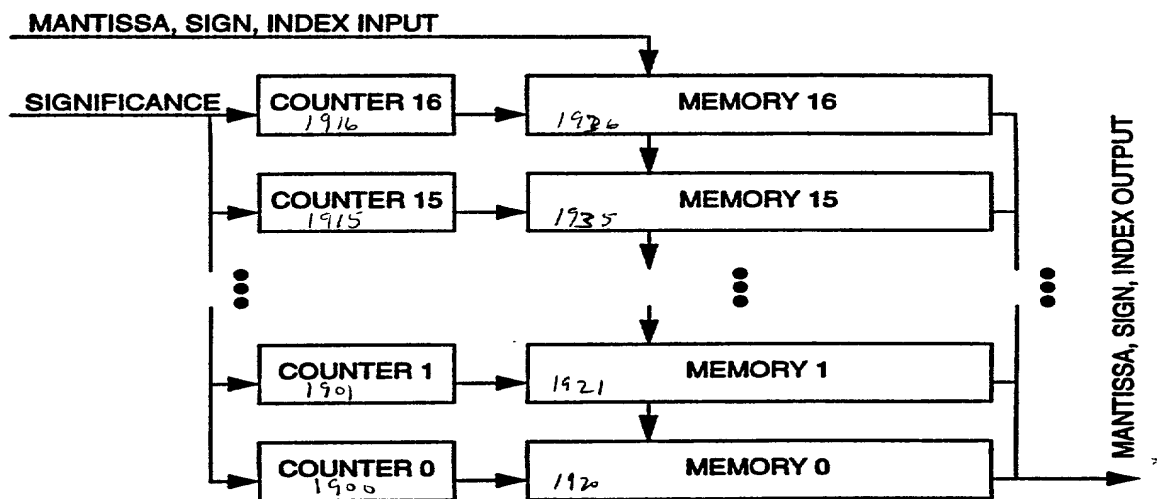 MANTISSA, SIGN, INDEX INPUT
SIGNIFICANCE
COUNTER 16
1916
MEMORY 16
1936
COUNTER 15
1915
MEMORY 15
1935
COUNTER 1
1901
MEMORY 1
1921
COUNTER 0
1900
MEMORY 0
1920
MANTISSA, SIGN, INDEX OUTPUT